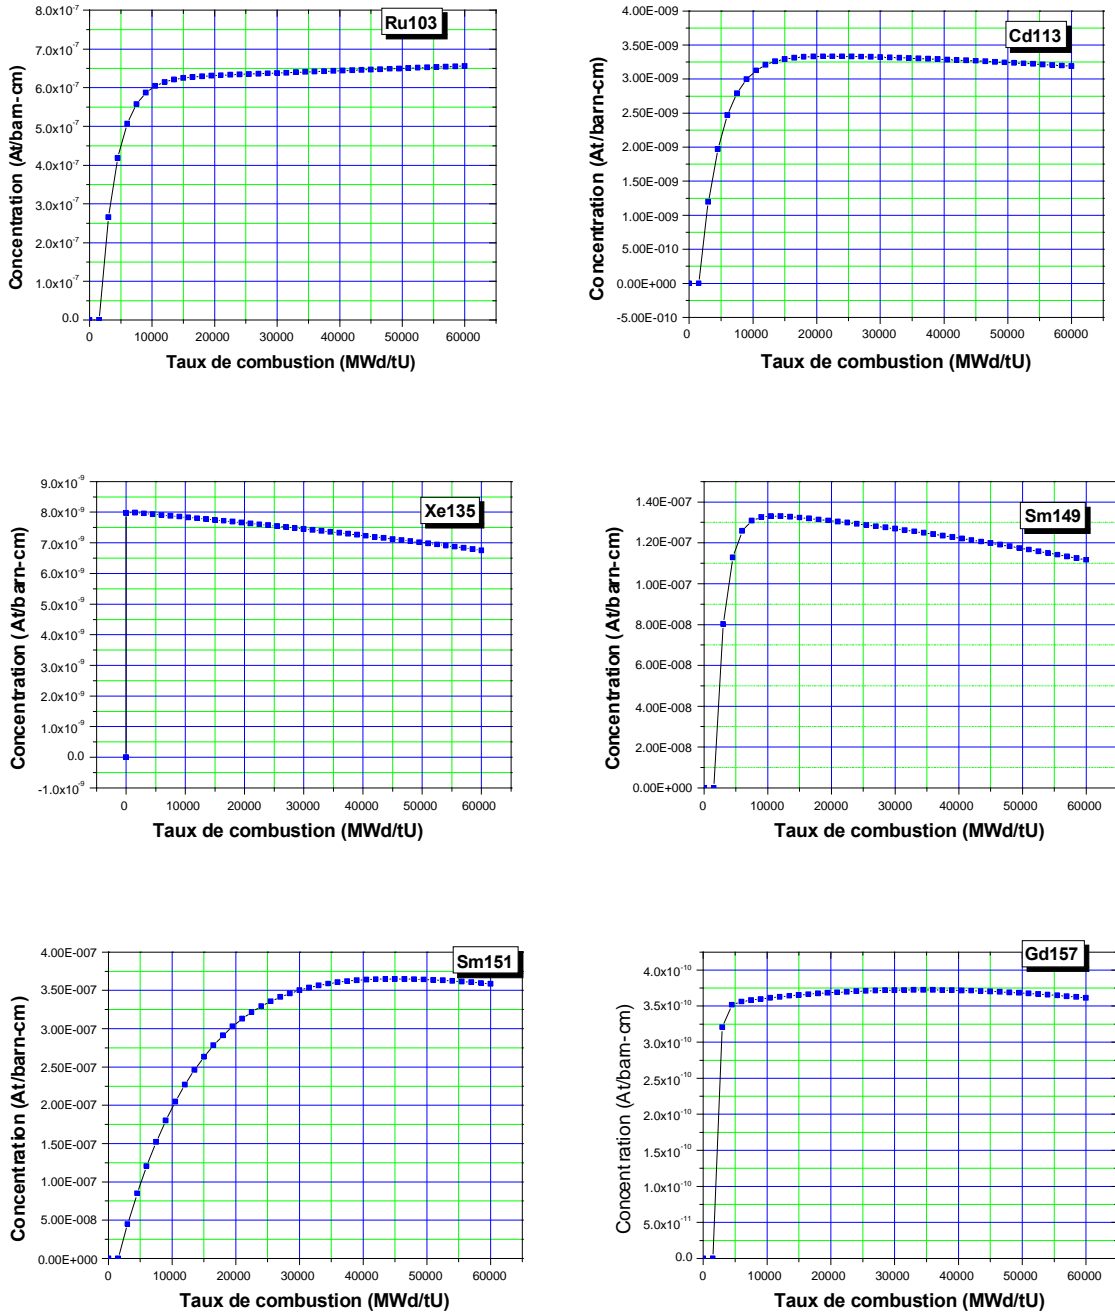 Ru103
Concentration (At/barn-cm)
8.0x10⁻⁷
7.0x10⁻⁷
6.0x10⁻⁷
5.0x10⁻⁷
4.0x10⁻⁷
3.0x10⁻⁷
2.0x10⁻⁷
1.0x10⁻⁷
0.0
0 10000 20000 30000 40000 50000 60000
Taux de combustion (MWd/tU)
Cd113
Concentration (At/barn-cm)
4.00E-009
3.50E-009
3.00E-009
2.50E-009
2.00E-009
1.50E-009
1.00E-009
5.00E-010
0.00E+000
-5.00E-010
0 10000 20000 30000 40000 50000 60000
Taux de combustion (MWd/tU)
Xe135
Concentration (At/barn-cm)
9.0x10⁻⁹
8.0x10⁻⁹
7.0x10⁻⁹
6.0x10⁻⁹
5.0x10⁻⁹
4.0x10⁻⁹
3.0x10⁻⁹
2.0x10⁻⁹
1.0x10⁻⁹
0.0
-1.0x10⁻⁹
0 10000 20000 30000 40000 50000 60000
Taux de combustion (MWd/tU)
Sm149
Concentration (At/barn-cm)
1.40E-007
1.20E-007
1.00E-007
8.00E-008
6.00E-008
4.00E-008
2.00E-008
0.00E+000
0 10000 20000 30000 40000 50000 60000
Taux de combustion (MWd/tU)
Sm151
Concentration (At/barn-cm)
4.00E-007
3.50E-007
3.00E-007
2.50E-007
2.00E-007
1.50E-007
1.00E-007
5.00E-008
0.00E+000
0 10000 20000 30000 40000 50000 60000
Taux de combustion (MWd/tU)
Gd157
Concentration (At/barn-cm)
4.0x10⁻¹⁰
3.5x10⁻¹⁰
3.0x10⁻¹⁰
2.5x10⁻¹⁰
2.0x10⁻¹⁰
1.5x10⁻¹⁰
1.0x10⁻¹⁰
5.0x10⁻¹¹
0.0
0 10000 20000 30000 40000 50000 60000
Taux de combustion (MWd/tU)